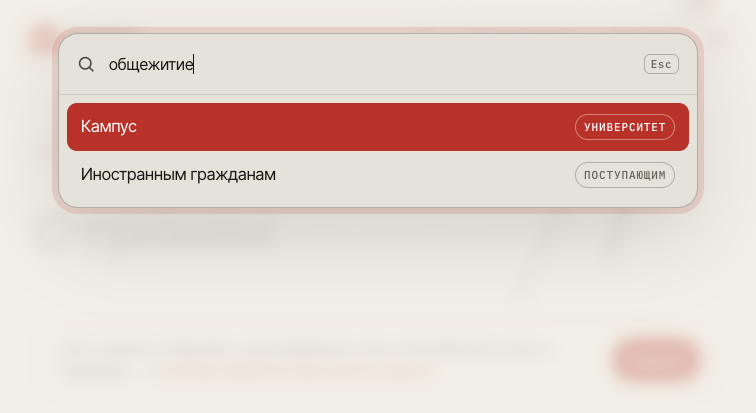 общежитие
Esc
Кампус
УНИВЕРСИТЕТ
Иностранным гражданам
ПОСТУПАЮЩИМ